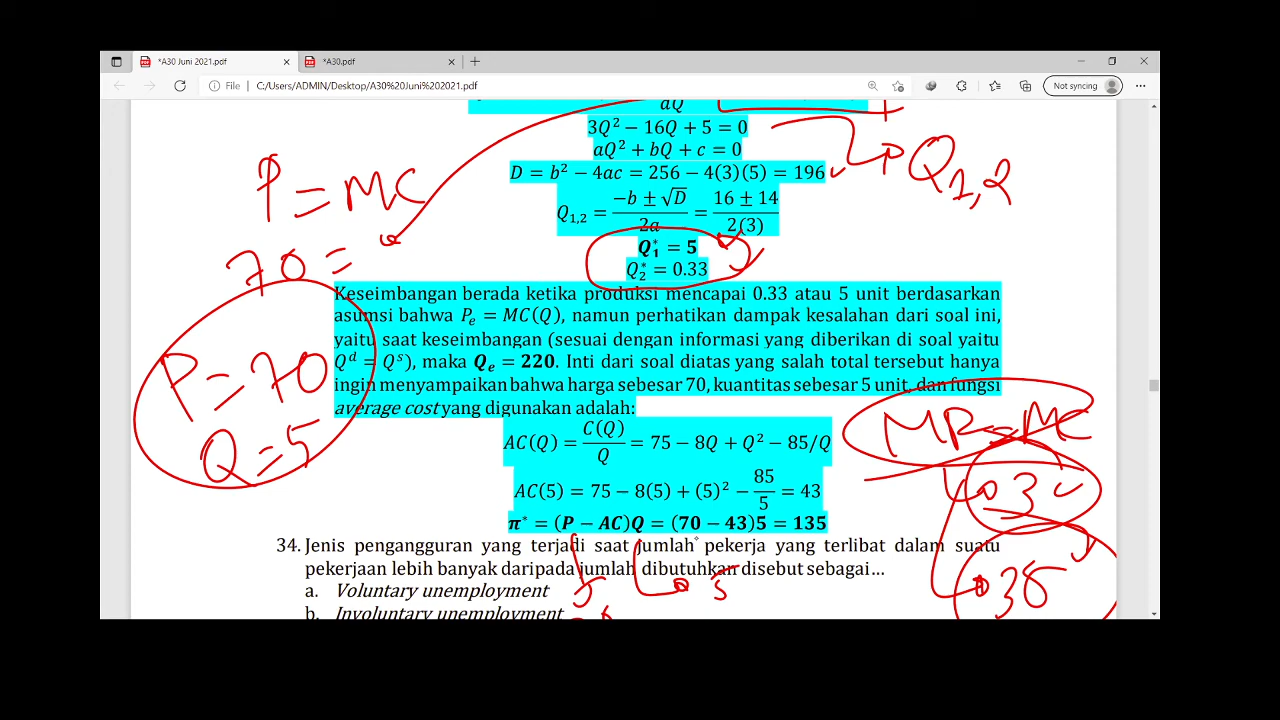 *A30 Juni 2021.pdf
*A30.pdf
File
C:/Users/ADMIN/Desktop/A30%20Juni%202021.pdf
Not syncing
aQ
3Q² − 16Q + 5 = 0
aQ² + bQ + c = 0
D = b² − 4ac = 256 − 4(3)(5) = 196
Q₁,₂ = (−b ± √D)/2a = (16 ± 14)/2(3)
Q₁* = 5
Q₂* = 0.33
Keseimbangan berada ketika produksi mencapai 0.33 atau 5 unit berdasarkan
asumsi bahwa Pₑ = MC(Q), namun perhatikan dampak kesalahan dari soal ini,
yaitu saat keseimbangan (sesuai dengan informasi yang diberikan di soal yaitu
Qᵈ = Qˢ), maka Qₑ = 220. Inti dari soal diatas yang salah total tersebut hanya
ingin menyampaikan bahwa harga sebesar 70, kuantitas sebesar 5 unit, dan fungsi
average cost yang digunakan adalah:
AC(Q) = C(Q)/Q = 75 − 8Q + Q² − 85/Q
AC(5) = 75 − 8(5) + (5)² − 85/5 = 43
π* = (P − AC)Q = (70 − 43)5 = 135
34. Jenis pengangguran yang terjadi saat jumlah pekerja yang terlibat dalam suatu
pekerjaan lebih banyak daripada jumlah dibutuhkan disebut sebagai…
a. Voluntary unemployment
b. Involuntary unemployment
P = MC
70 =
P = 70
Q = 5
Q1,2
MR = MC
5